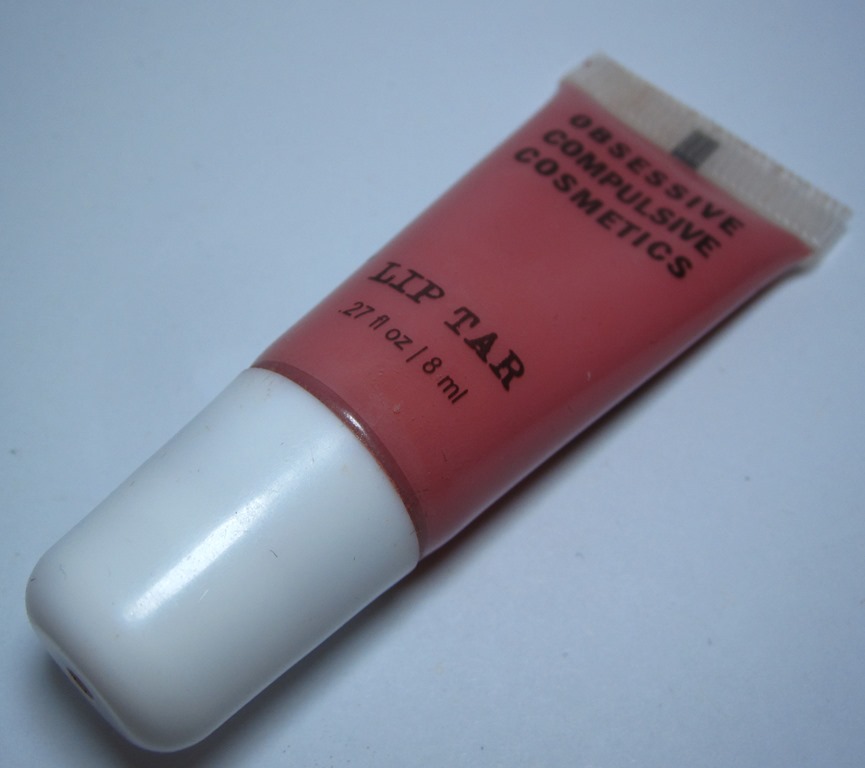 OBSESSIVE
COMPULSIVE
COSMETICS
LIP TAR
.27 fl oz / 8 ml